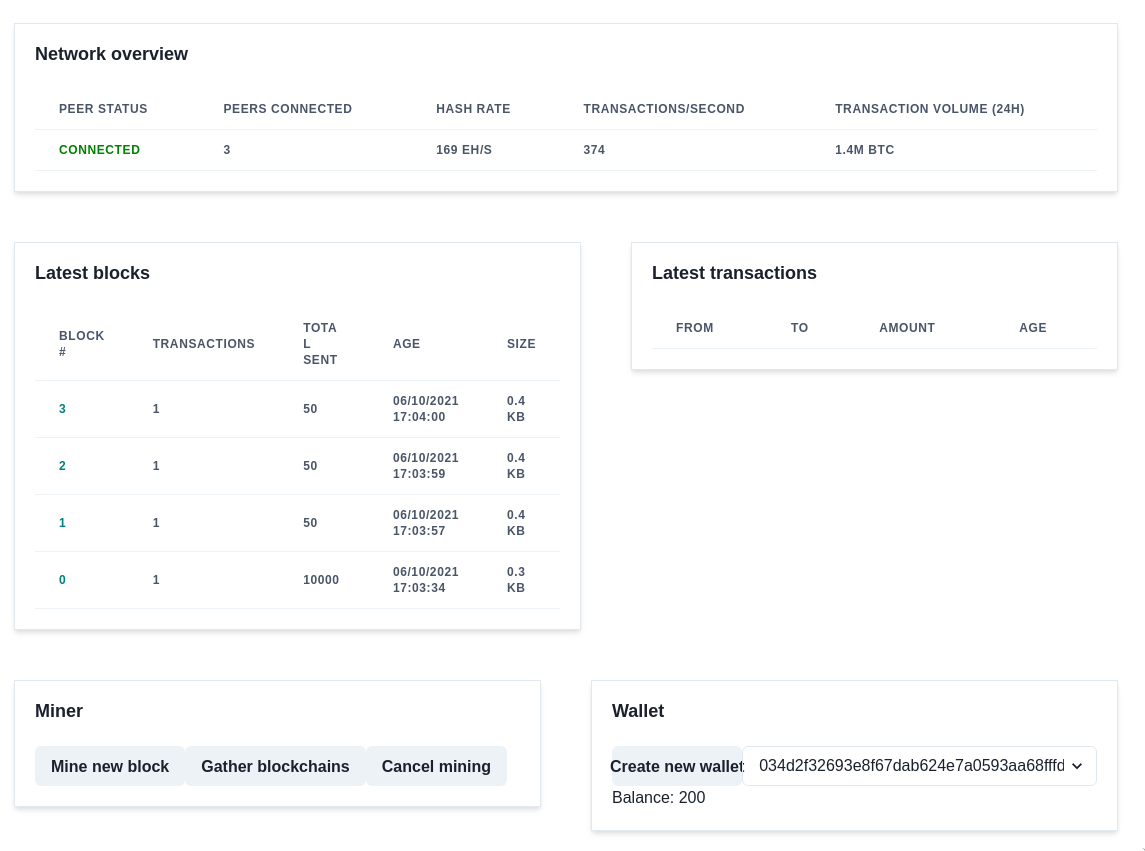 Network overview
PEER STATUS PEERS CONNECTED HASH RATE TRANSACTIONS/SECOND TRANSACTION VOLUME (24H)
CONNECTED 3 169 EH/S 374 1.4M BTC
Latest blocks
BLOCK
#
TRANSACTIONS
TOTA
L
SENT
AGE
SIZE
3 1 50 06/10/2021 0.4
17:04:00 KB
2 1 50 06/10/2021 0.4
17:03:59 KB
1 1 50 06/10/2021 0.4
17:03:57 KB
0 1 10000 06/10/2021 0.3
17:03:34 KB
Latest transactions
FROM TO AMOUNT AGE
Miner
Mine new block Gather blockchains Cancel mining
Wallet
Create new wallet 034d2f32693e8f67dab624e7a0593aa68fffd
Balance: 200